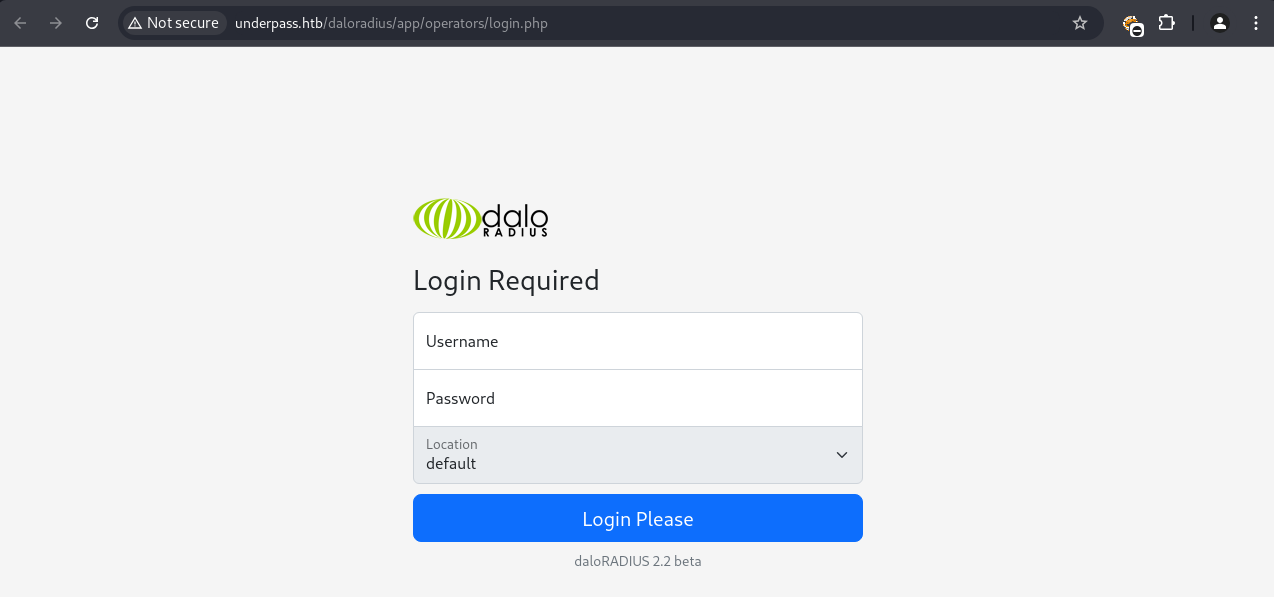 Not secure underpass.htb/daloradius/app/operators/login.php
dalo
RADIUS
Login Required
Username
Password
Location
default
Login Please
daloRADIUS 2.2 beta